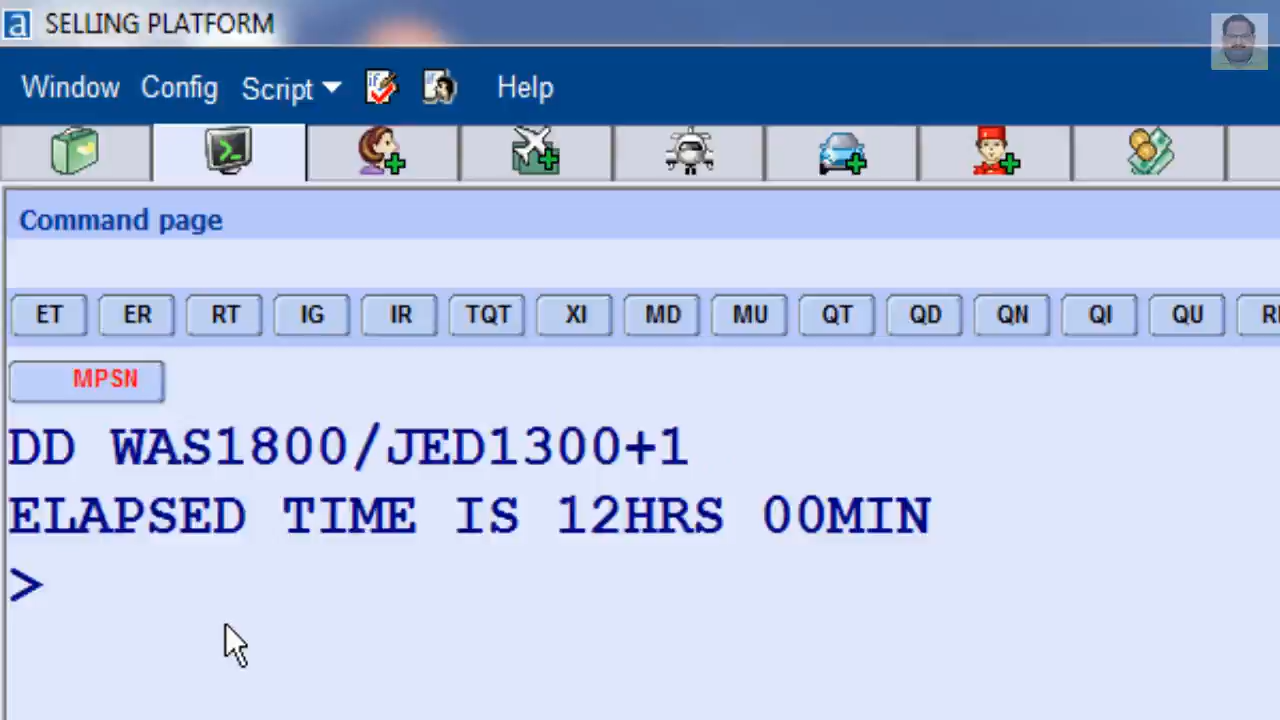 a SELLING PLATFORM
Window Config Script Help
Command page
ET ER RT IG IR TQT XI MD MU QT QD QN QI QU
MPSN
DD WAS1800/JED1300+1
ELAPSED TIME IS 12HRS 00MIN
>